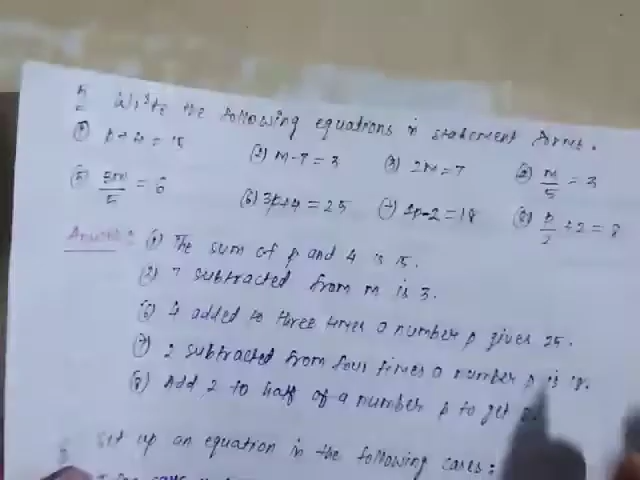 Write the following equations in statement forms.
(1) p + 4 = 15 (2) m - 7 = 3 (3) 2m = 7 (4) m/5 = 3
(5) 3m/5 = 6 (6) 3p + 4 = 25 (7) 4p - 2 = 18 (8) p/2 + 2 = 8
Answer: (1) The sum of p and 4 is 15.
(2) 7 subtracted from m is 3.
(6) 4 added to three times a number p gives 25.
(7) 2 subtracted from four times a number p is 18.
(8) Add 2 to half of a number p to get
Set up an equation in the following cases: